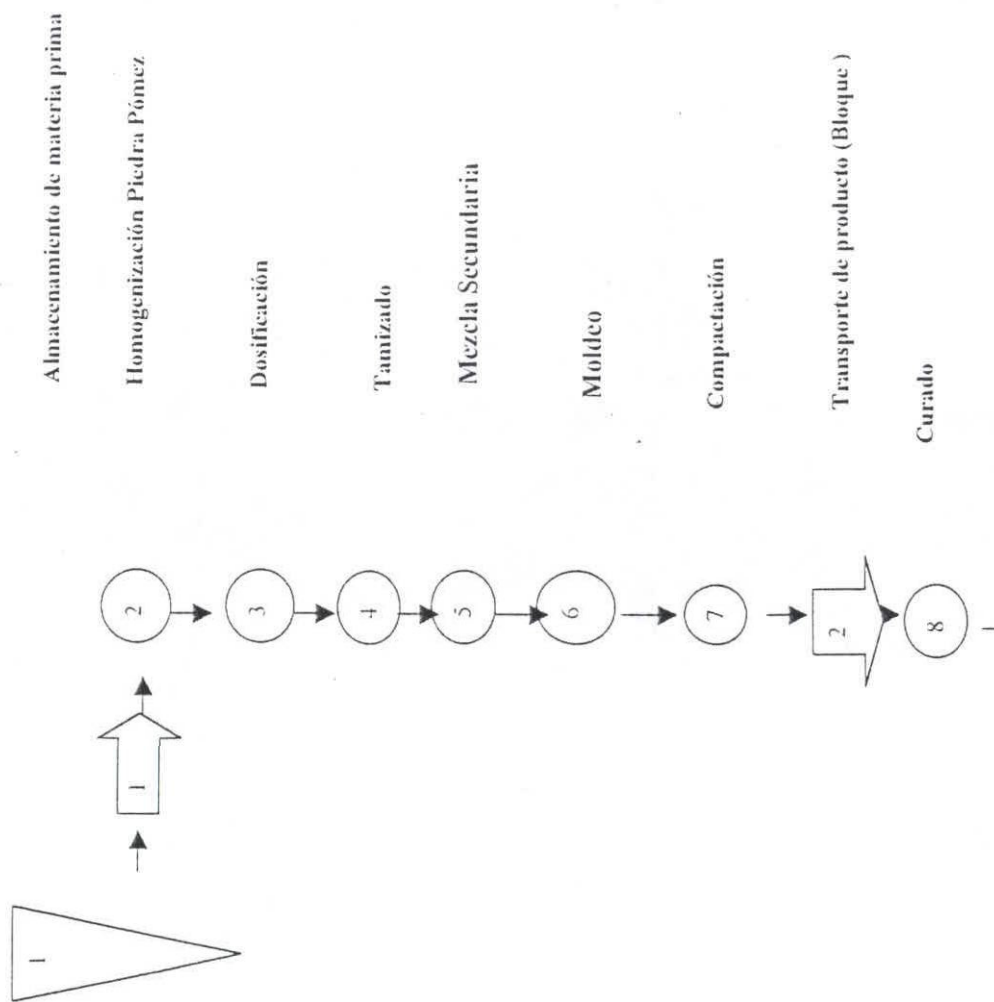 Almacenamiento de materia prima
Homogenización Piedra Pómez
Dosificación
Tamizado
Mezcla Secundaria
Moldeo
Compactación
Transporte de producto (Bloque )
Curado
1
1
2
3
4
5
6
7
2
8